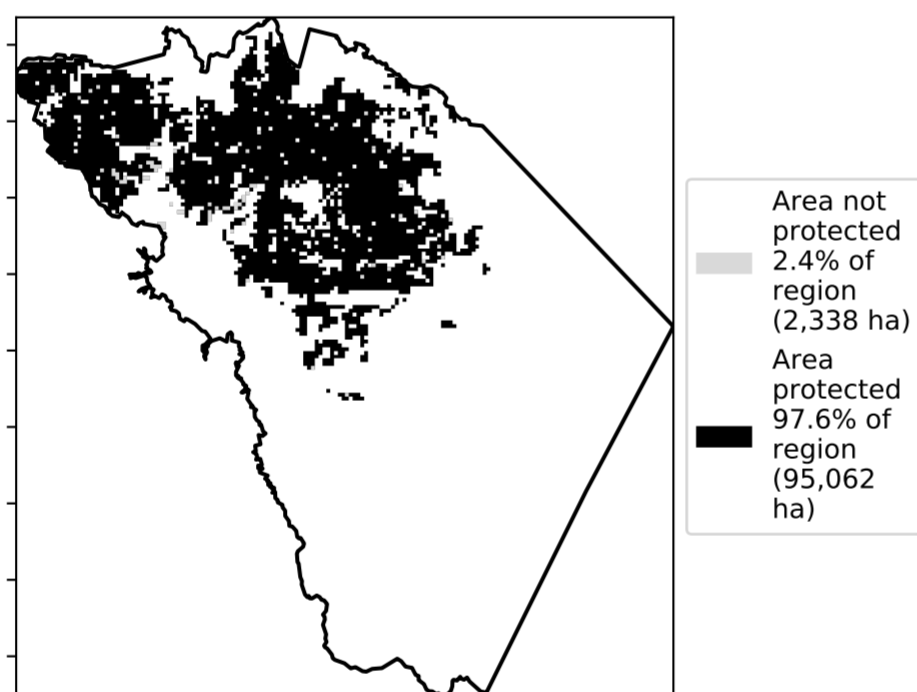 Area not
protected
2.4% of
region
(2,338 ha)
Area
protected
97.6% of
region
(95,062
ha)